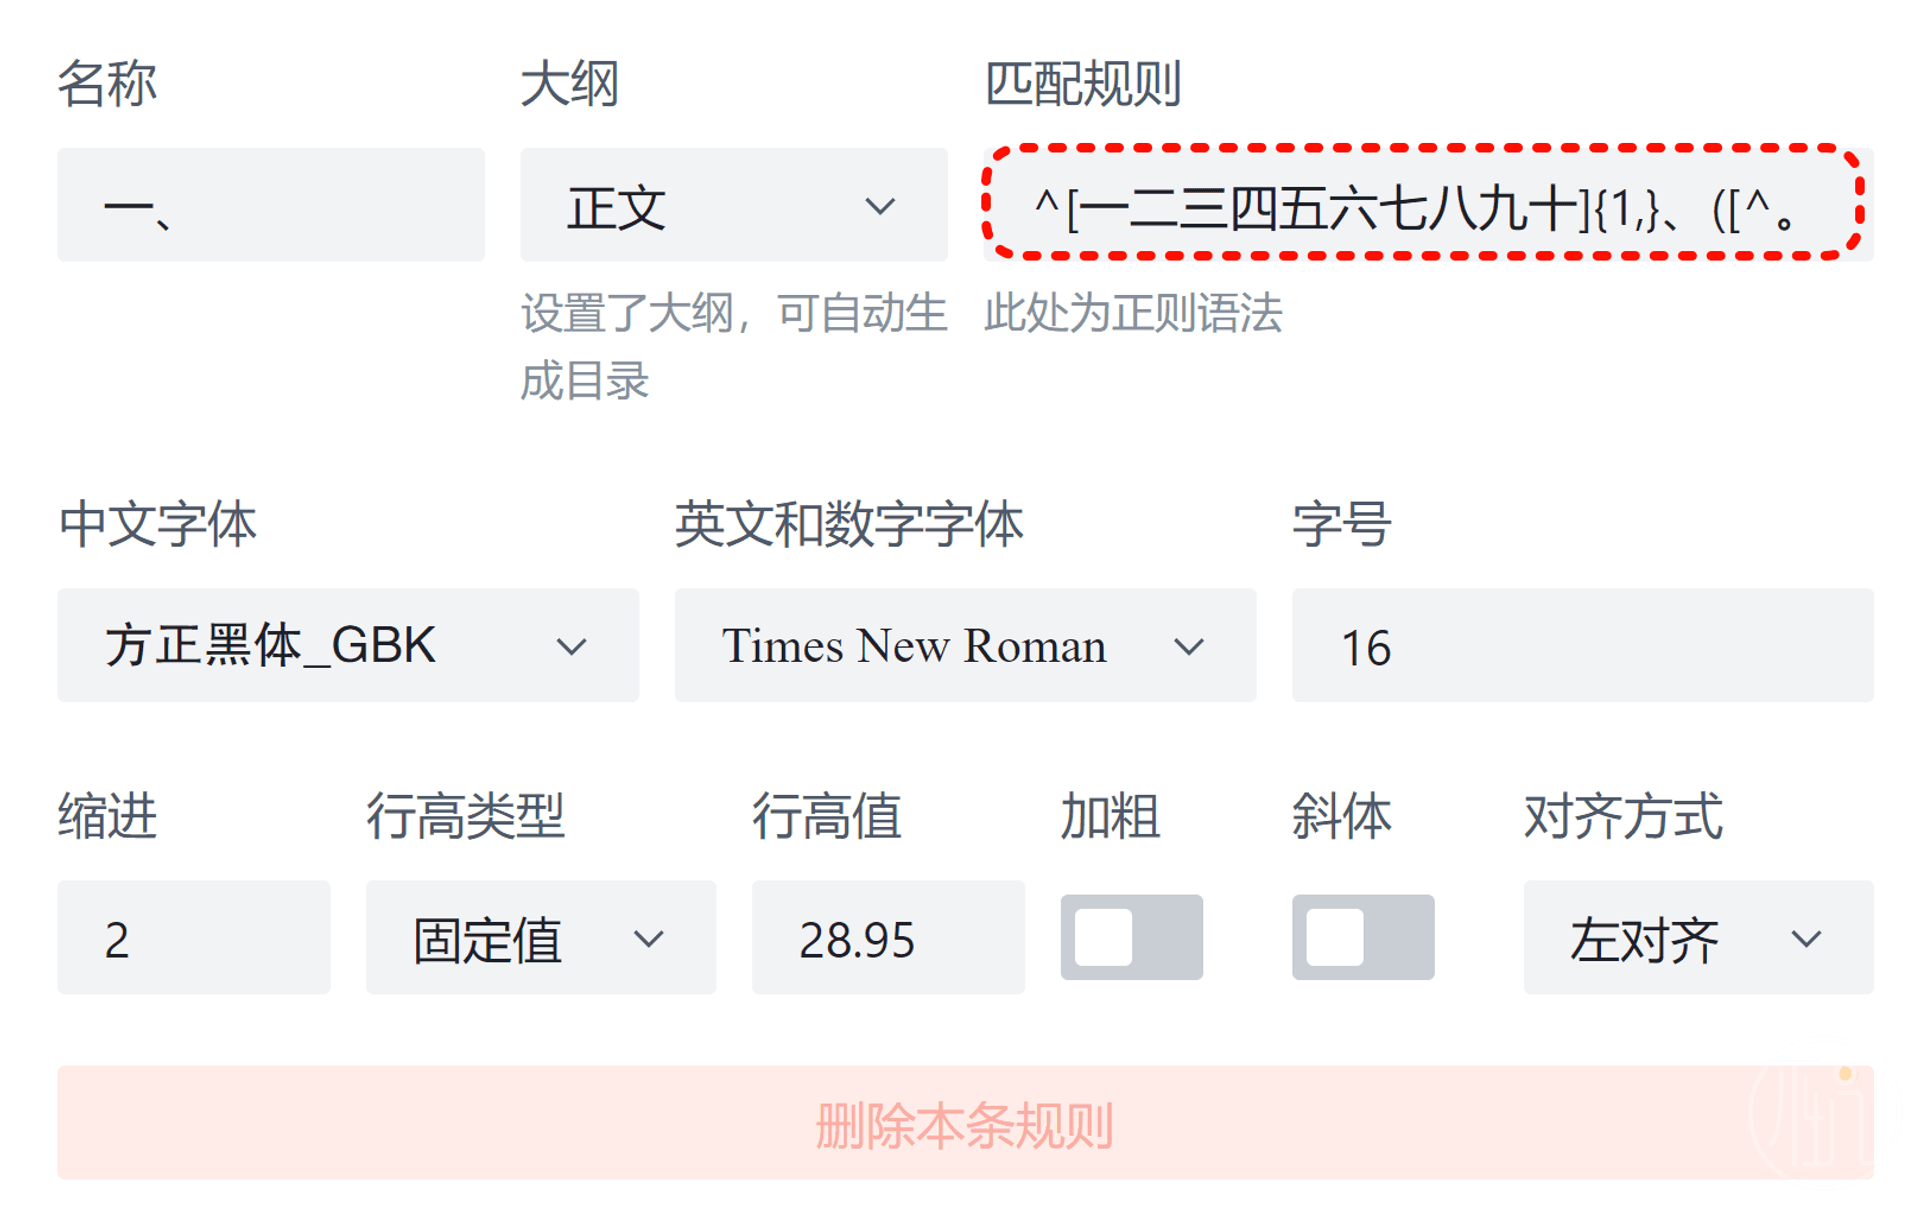 名称 大纲 匹配规则
一、 正文 ^[一二三四五六七八九十]{1,}、([^。
设置了大纲，可自动生 此处为正则语法
成目录
中文字体 英文和数字字体 字号
方正黑体_GBK Times New Roman 16
缩进 行高类型 行高值 加粗 斜体 对齐方式
2 固定值 28.95 左对齐
删除本条规则